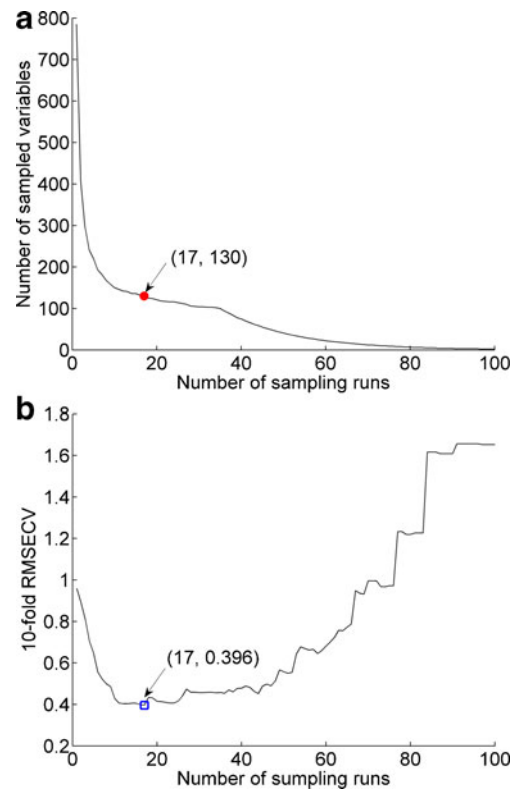 a
800
700
600
500
400
300
200
100
0
Number of sampled variables
(17, 130)
0 20 40 60 80 100
Number of sampling runs
b
1.8
1.6
1.4
1.2
1
0.8
0.6
0.4
0.2
10-fold RMSECV
(17, 0.396)
0 20 40 60 80 100
Number of sampling runs